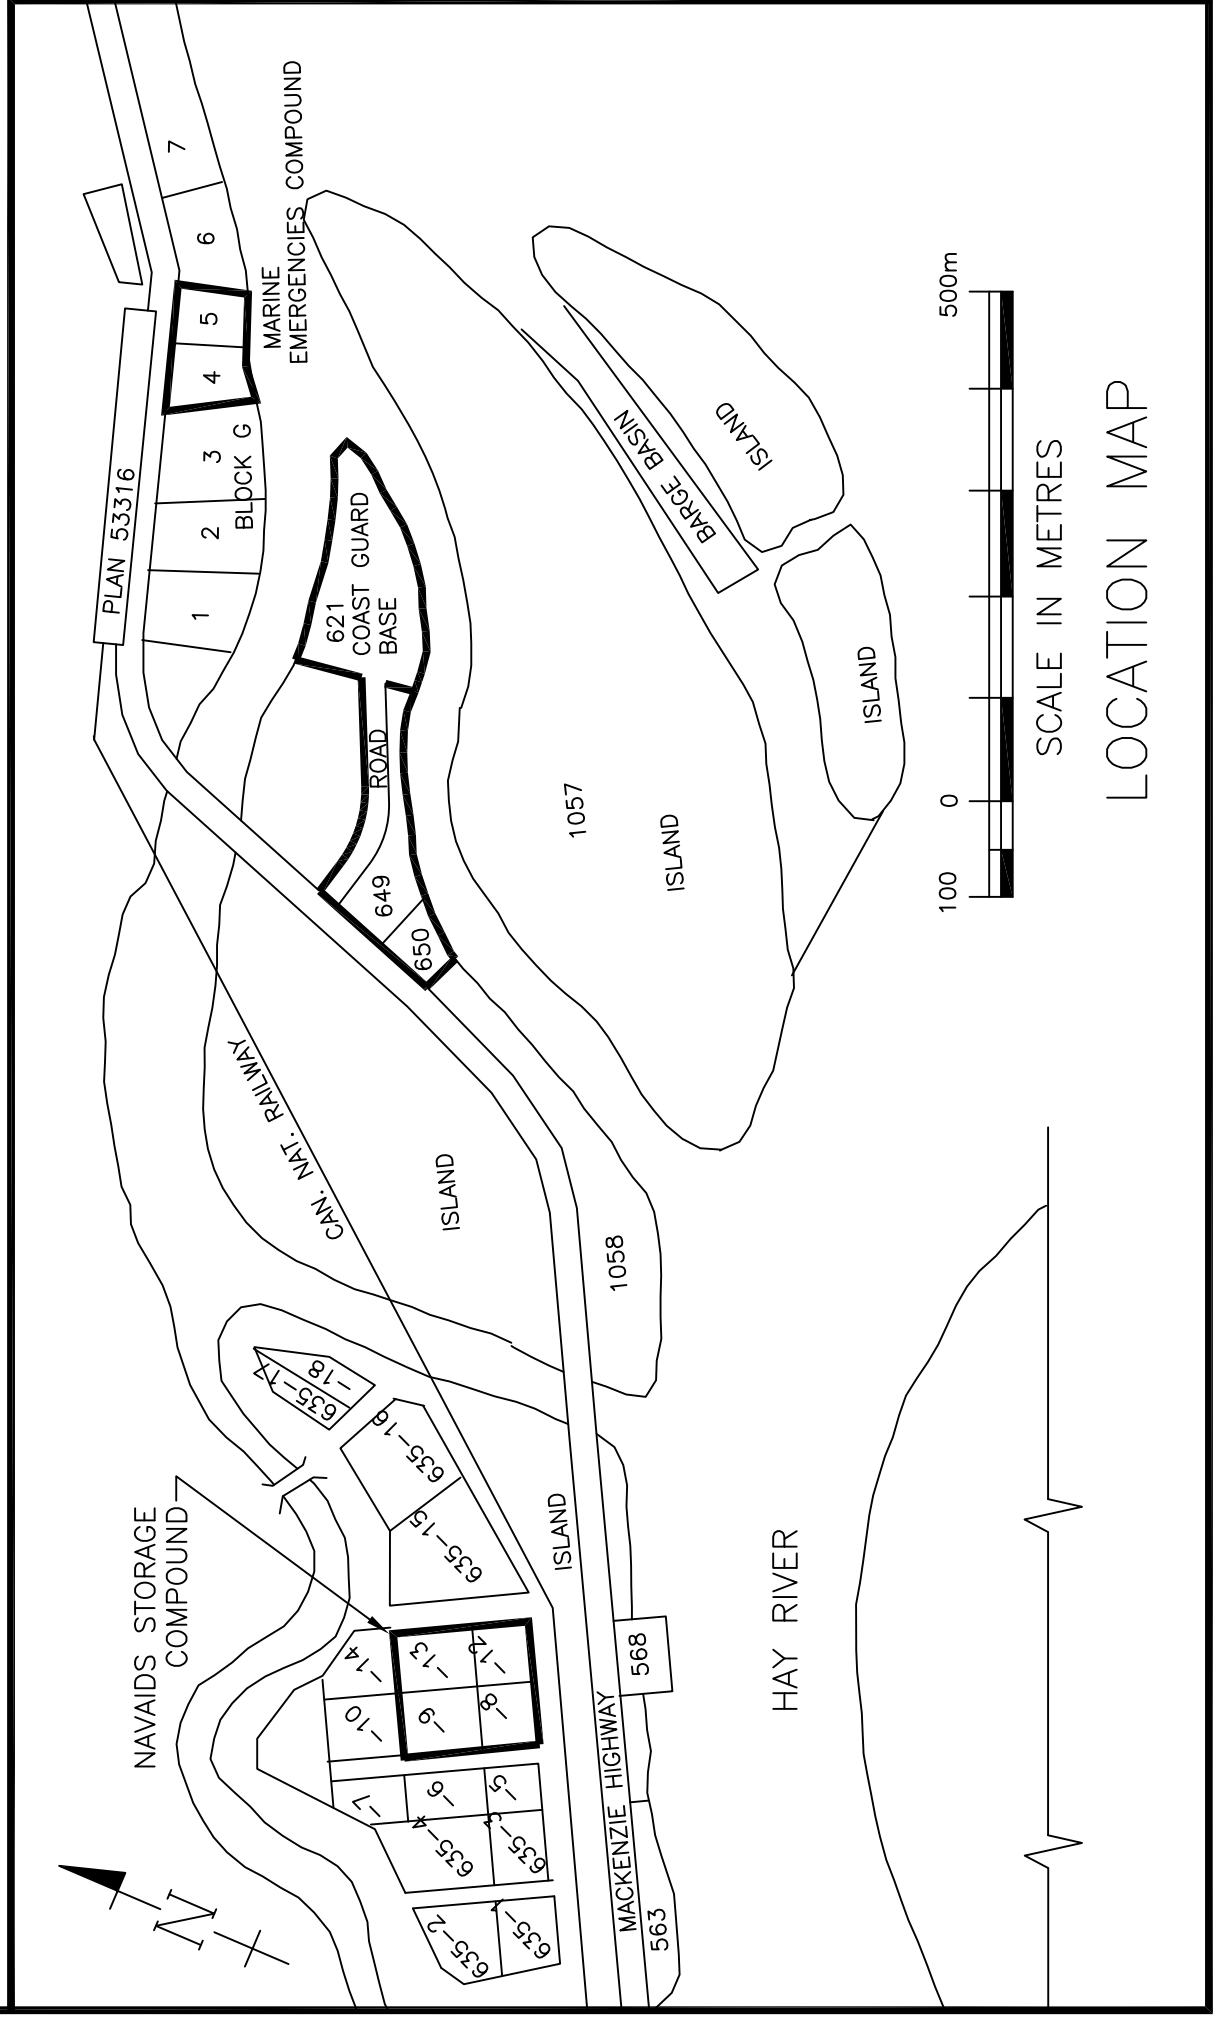 PLAN 53316
7
6
5
4
3
2
1
BLOCK G
MARINE
EMERGENCIES COMPOUND
621
COAST GUARD
BASE
ROAD
649
650
BARGE BASIN
ISLAND
ISLAND
1057
ISLAND
CAN. NAT. RAILWAY
ISLAND
1058
NAVAIDS STORAGE
COMPOUND
635-17
-18
635-16
635-15
ISLAND
-14
-13
-12
-10
-9
-8
-7
-6
-5
635-4
635-3
635-2
635-1
568
MACKENZIE HIGHWAY
563
HAY RIVER
N
100 0 500m
SCALE IN METRES
LOCATION MAP